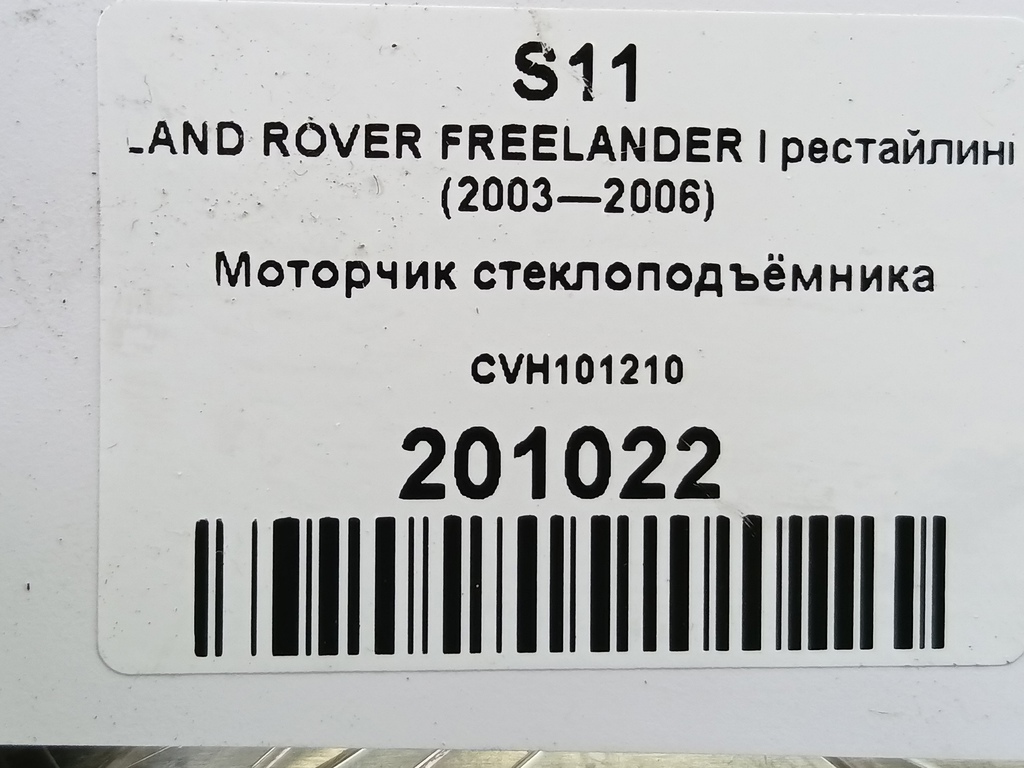 S11
LAND ROVER FREELANDER I рестайлинг
(2003—2006)
Моторчик стеклоподъёмника
CVH101210
201022